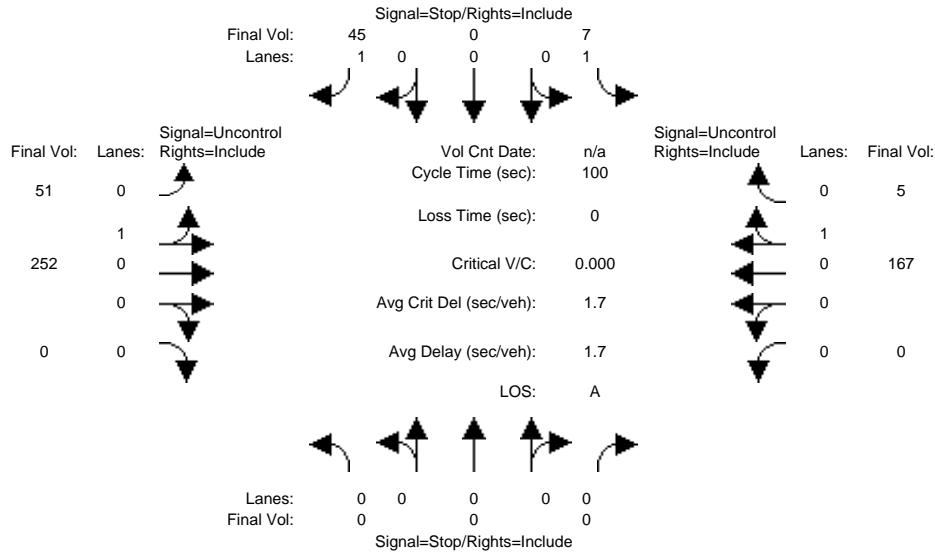 Signal=Stop/Rights=Include
Final Vol: 45 0 7
Lanes: 1 0 0 0 1
Signal=Uncontrol
Final Vol: Lanes: Rights=Include
Vol Cnt Date: n/a
Signal=Uncontrol
Rights=Include Lanes: Final Vol:
Cycle Time (sec): 100
51 0
0 5
Loss Time (sec): 0
1
1
252 0
Critical V/C: 0.000
0 167
0
Avg Crit Del (sec/veh): 1.7
0
0 0
Avg Delay (sec/veh): 1.7
0 0
LOS: A
Lanes: 0 0 0 0 0
Final Vol: 0 0 0
Signal=Stop/Rights=Include